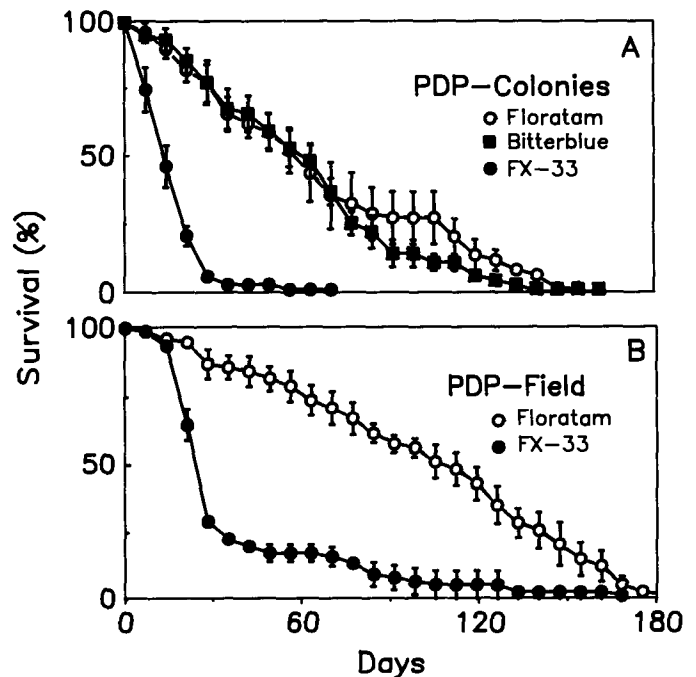 100
A
PDP-Colonies
Floratam
Bitterblue
FX-33
50
0
Survival (%)
100
B
PDP-Field
Floratam
FX-33
50
0
0 60 120 180
Days